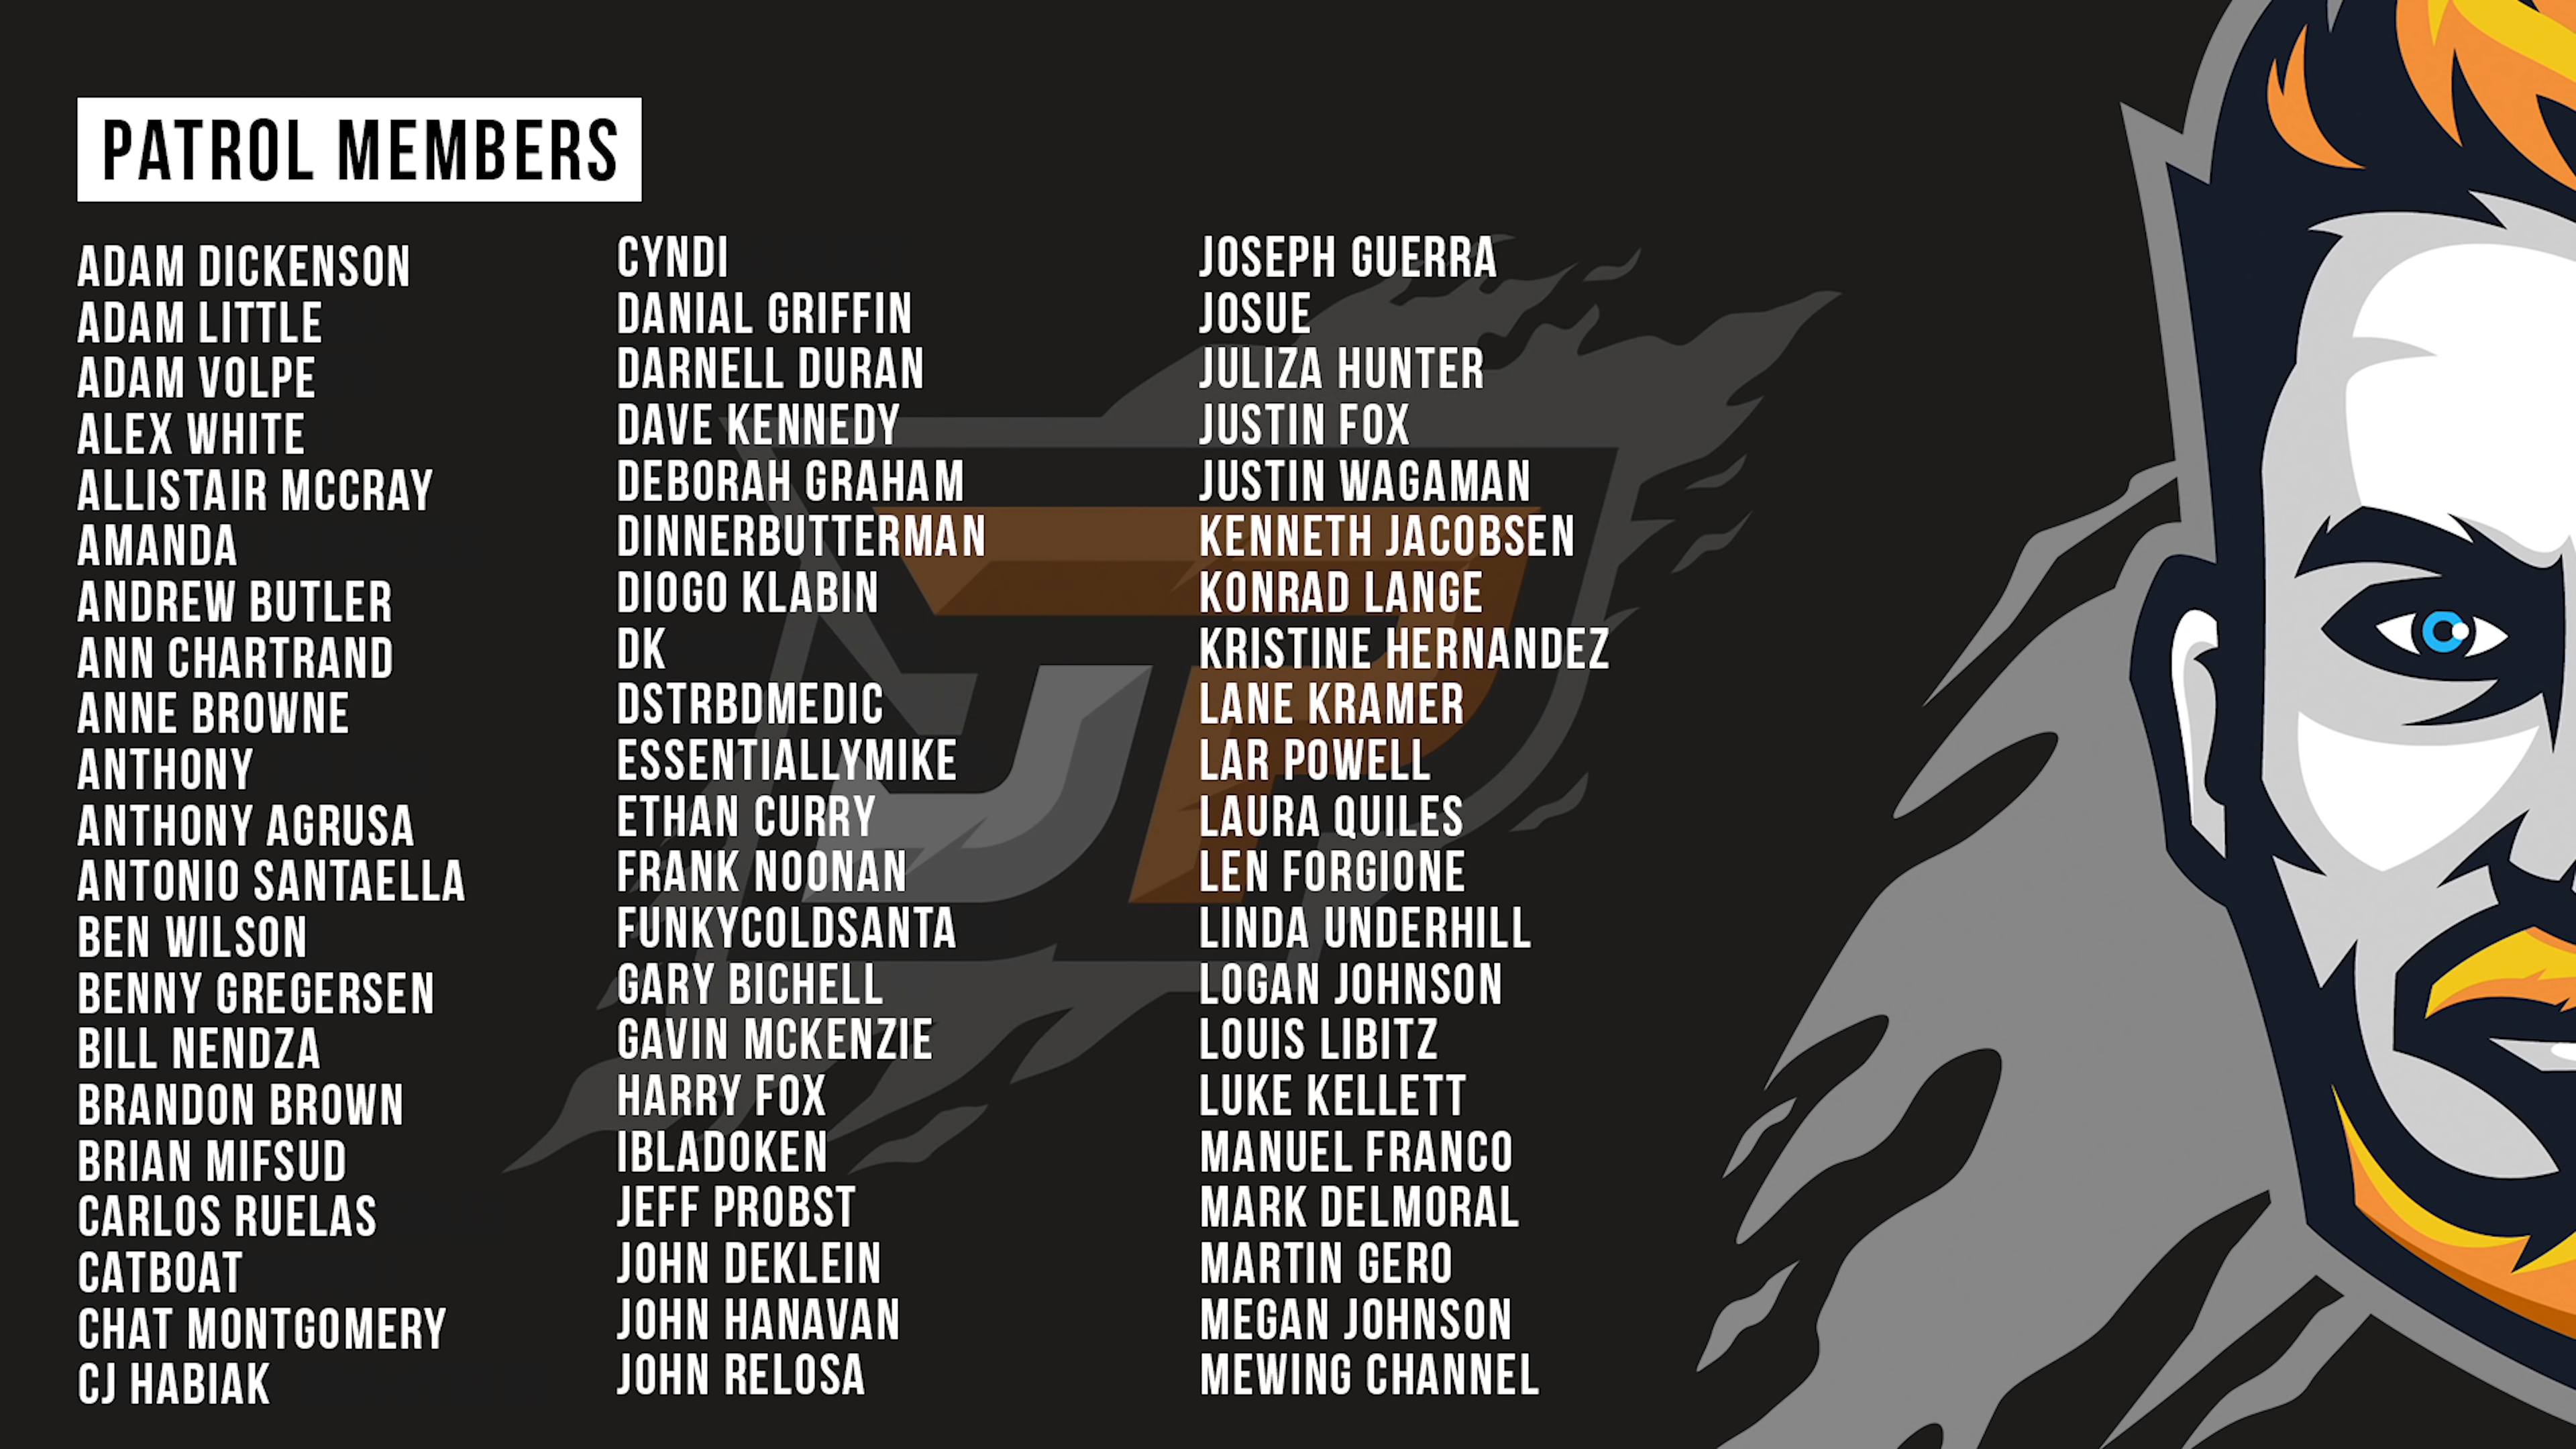 PATROL MEMBERS
ADAM DICKENSON
ADAM LITTLE
ADAM VOLPE
ALEX WHITE
ALLISTAIR MCCRAY
AMANDA
ANDREW BUTLER
ANN CHARTRAND
ANNE BROWNE
ANTHONY
ANTHONY AGRUSA
ANTONIO SANTAELLA
BEN WILSON
BENNY GREGERSEN
BILL NENDZA
BRANDON BROWN
BRIAN MIFSUD
CARLOS RUELAS
CATBOAT
CHAT MONTGOMERY
CJ HABIAK
CYNDI
DANIAL GRIFFIN
DARNELL DURAN
DAVE KENNEDY
DEBORAH GRAHAM
DINNERBUTTERMAN
DIOGO KLABIN
DK
DSTRBDMEDIC
ESSENTIALLYMIKE
ETHAN CURRY
FRANK NOONAN
FUNKYCOLDSANTA
GARY BICHELL
GAVIN MCKENZIE
HARRY FOX
IBLADOKEN
JEFF PROBST
JOHN DEKLEIN
JOHN HANAVAN
JOHN RELOSA
JOSEPH GUERRA
JOSUE
JULIZA HUNTER
JUSTIN FOX
JUSTIN WAGAMAN
KENNETH JACOBSEN
KONRAD LANGE
KRISTINE HERNANDEZ
LANE KRAMER
LAR POWELL
LAURA QUILES
LEN FORGIONE
LINDA UNDERHILL
LOGAN JOHNSON
LOUIS LIBITZ
LUKE KELLETT
MANUEL FRANCO
MARK DELMORAL
MARTIN GERO
MEGAN JOHNSON
MEWING CHANNEL
JP